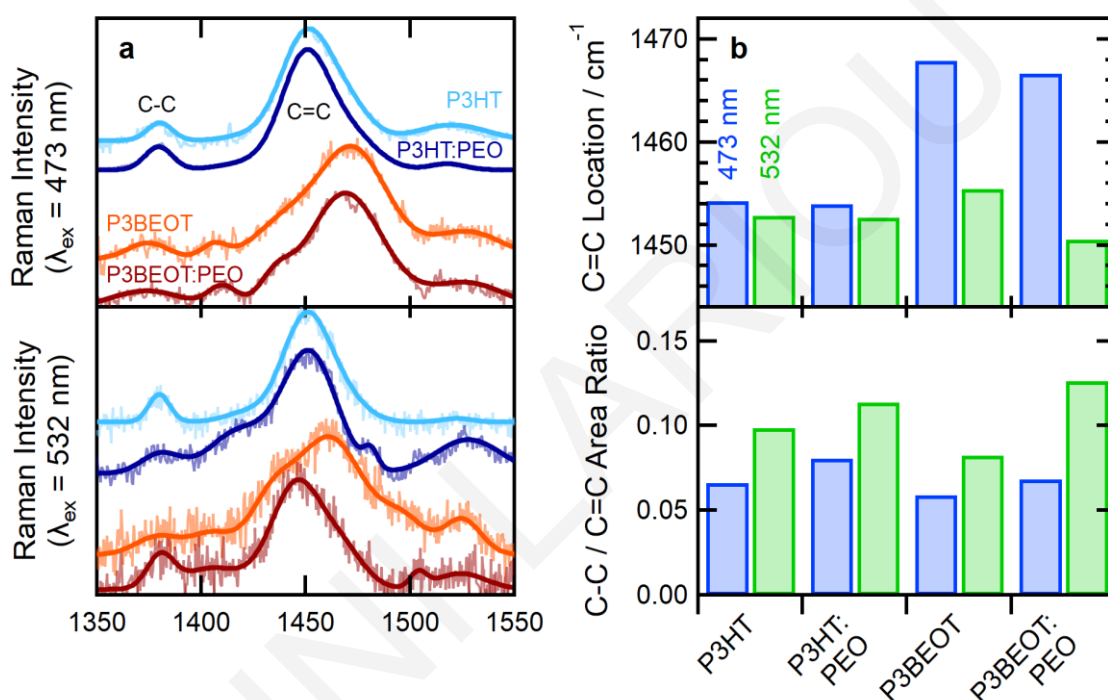 a
Raman Intensity
(λex = 473 nm)
C-C
C=C
P3HT
P3HT:PEO
P3BEOT
P3BEOT:PEO
Raman Intensity
(λex = 532 nm)
1350
1400
1450
1500
1550
b
C=C Location / cm-1
1470
1460
1450
473 nm
532 nm
C-C / C=C Area Ratio
0.15
0.10
0.05
0.00
P3HT
P3HT:
PEO
P3BEOT
P3BEOT:
PEO